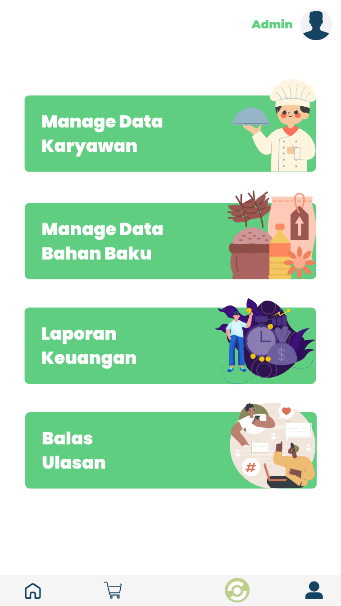 Admin
Manage Data
Karyawan
Manage Data
Bahan Baku
Laporan
Keuangan
Balas
Ulasan
#
$